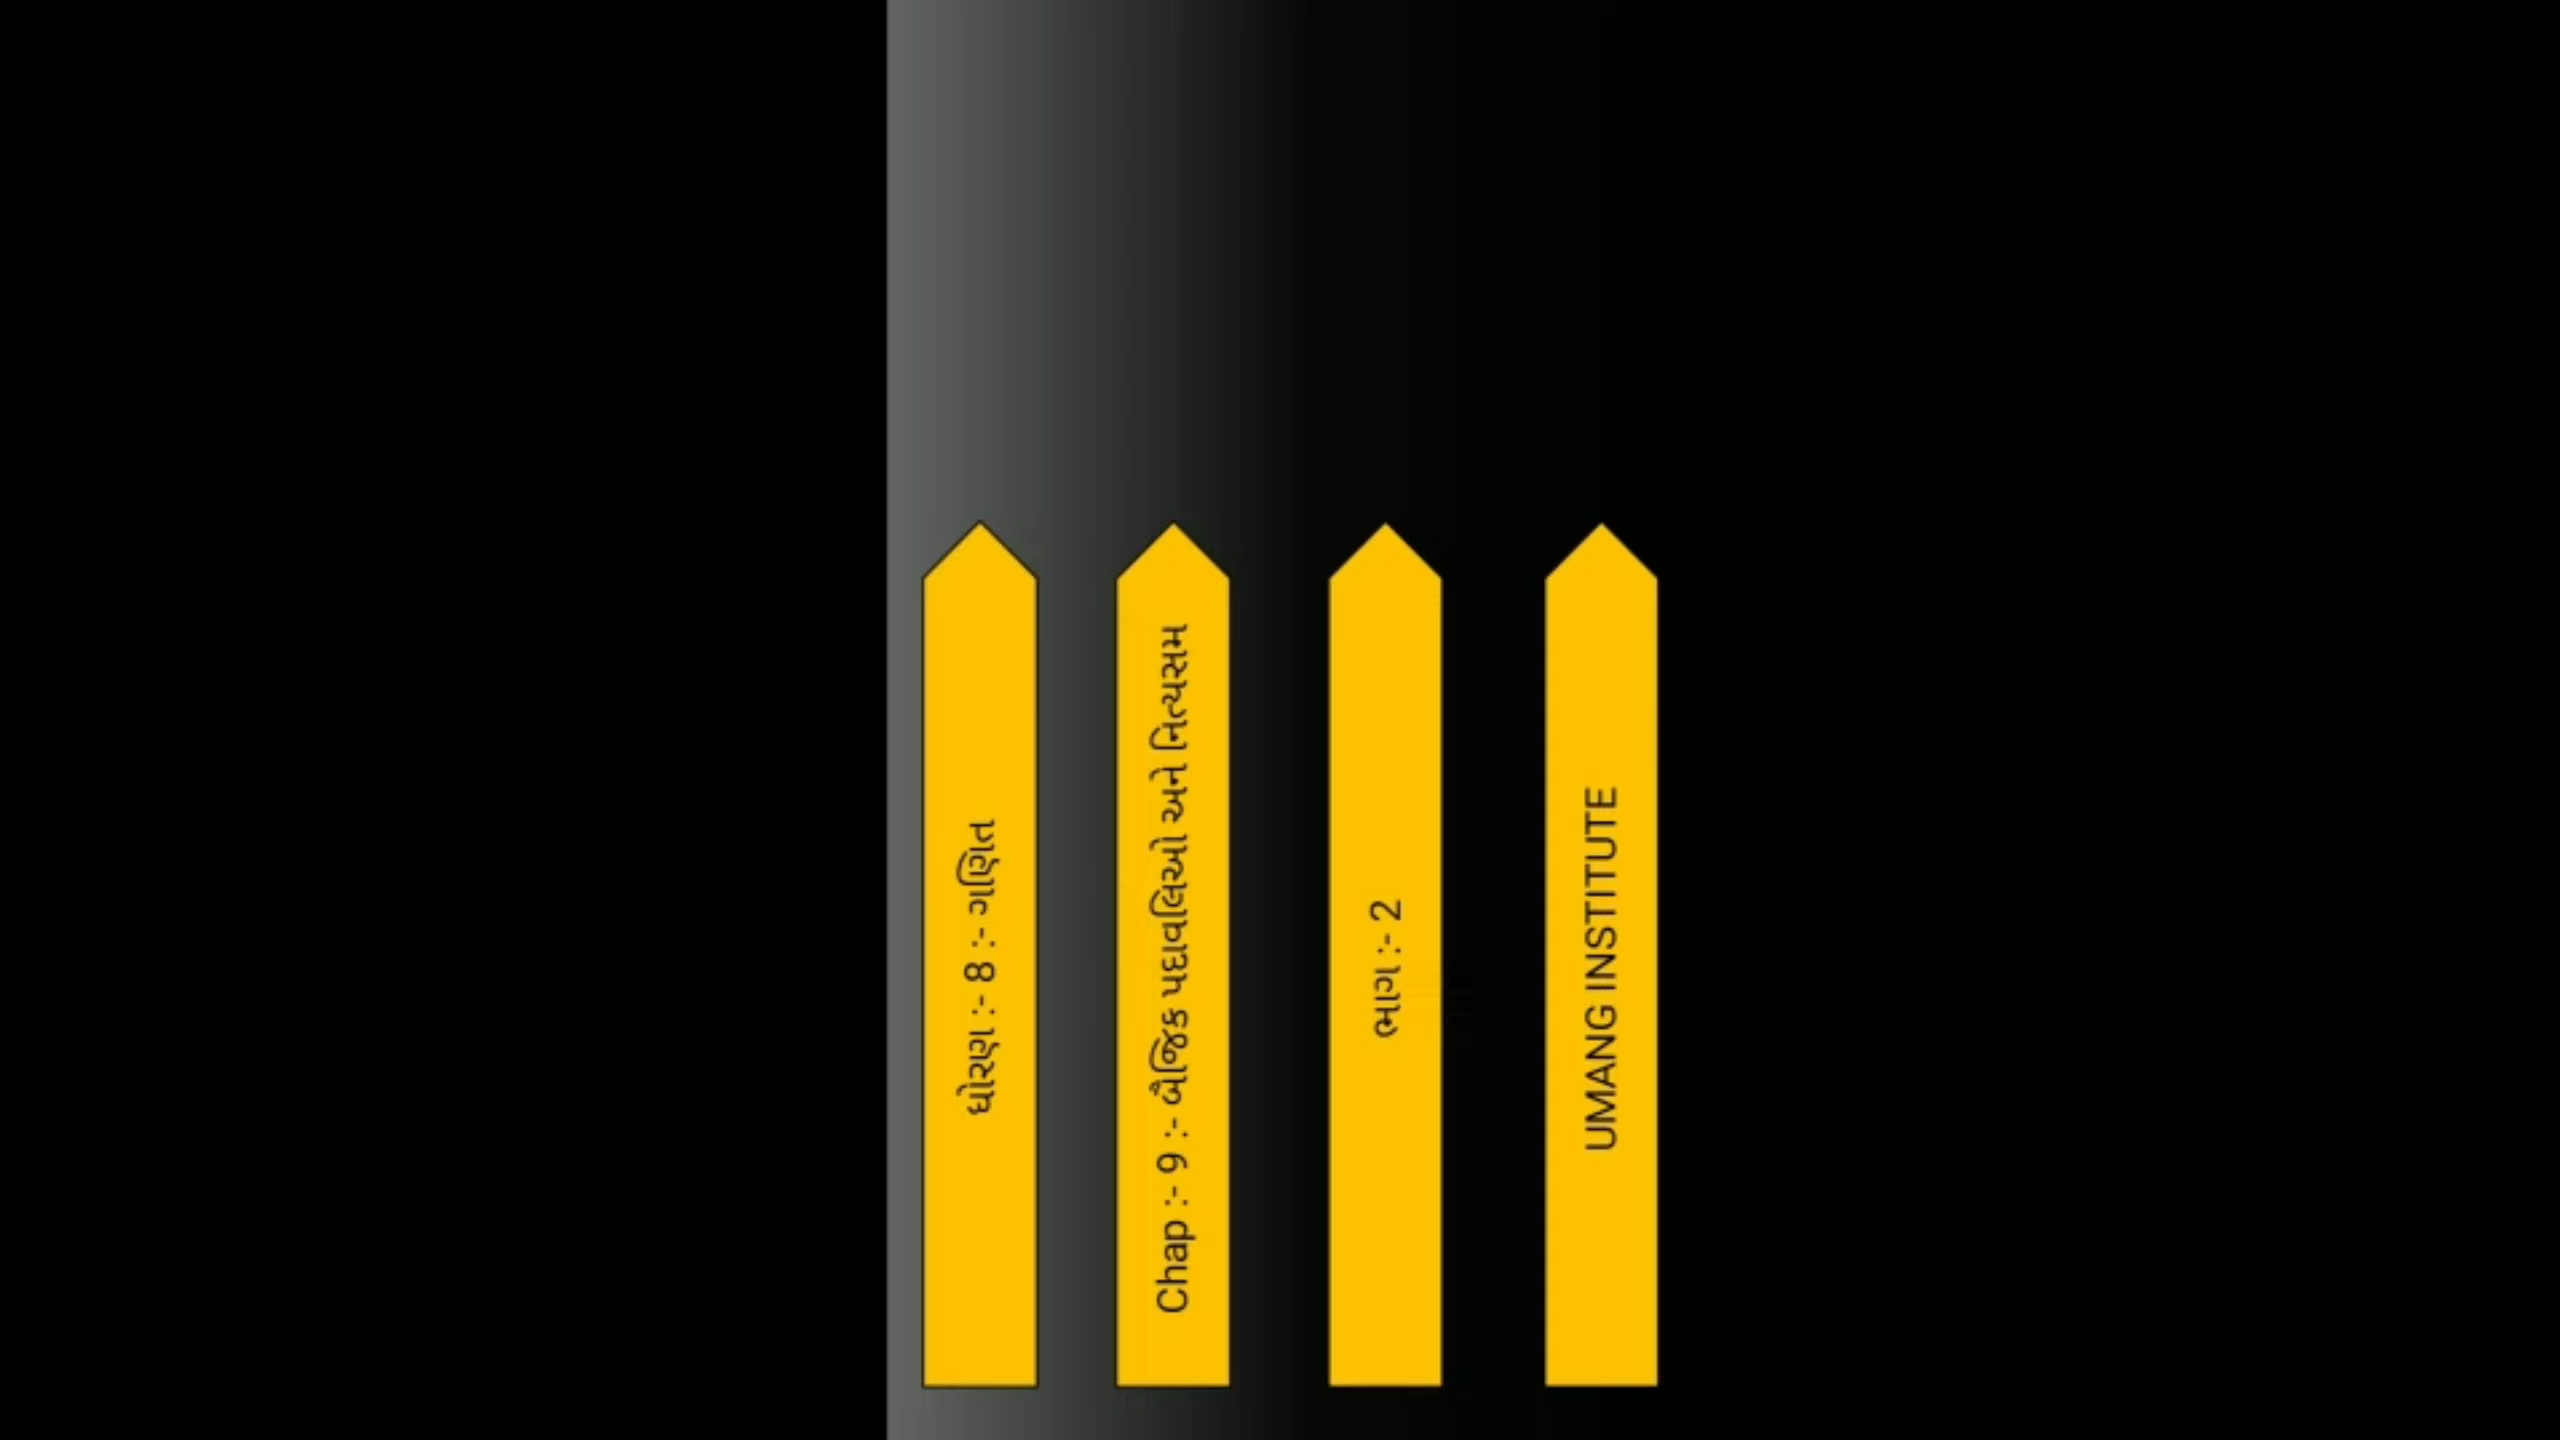 ધોરણ :- 8 :- ગણિત
Chap :- 9 :- બૈજિક પદાવલિઓ અને નિત્યસમ
ભાગ :- 2
UMANG INSTITUTE